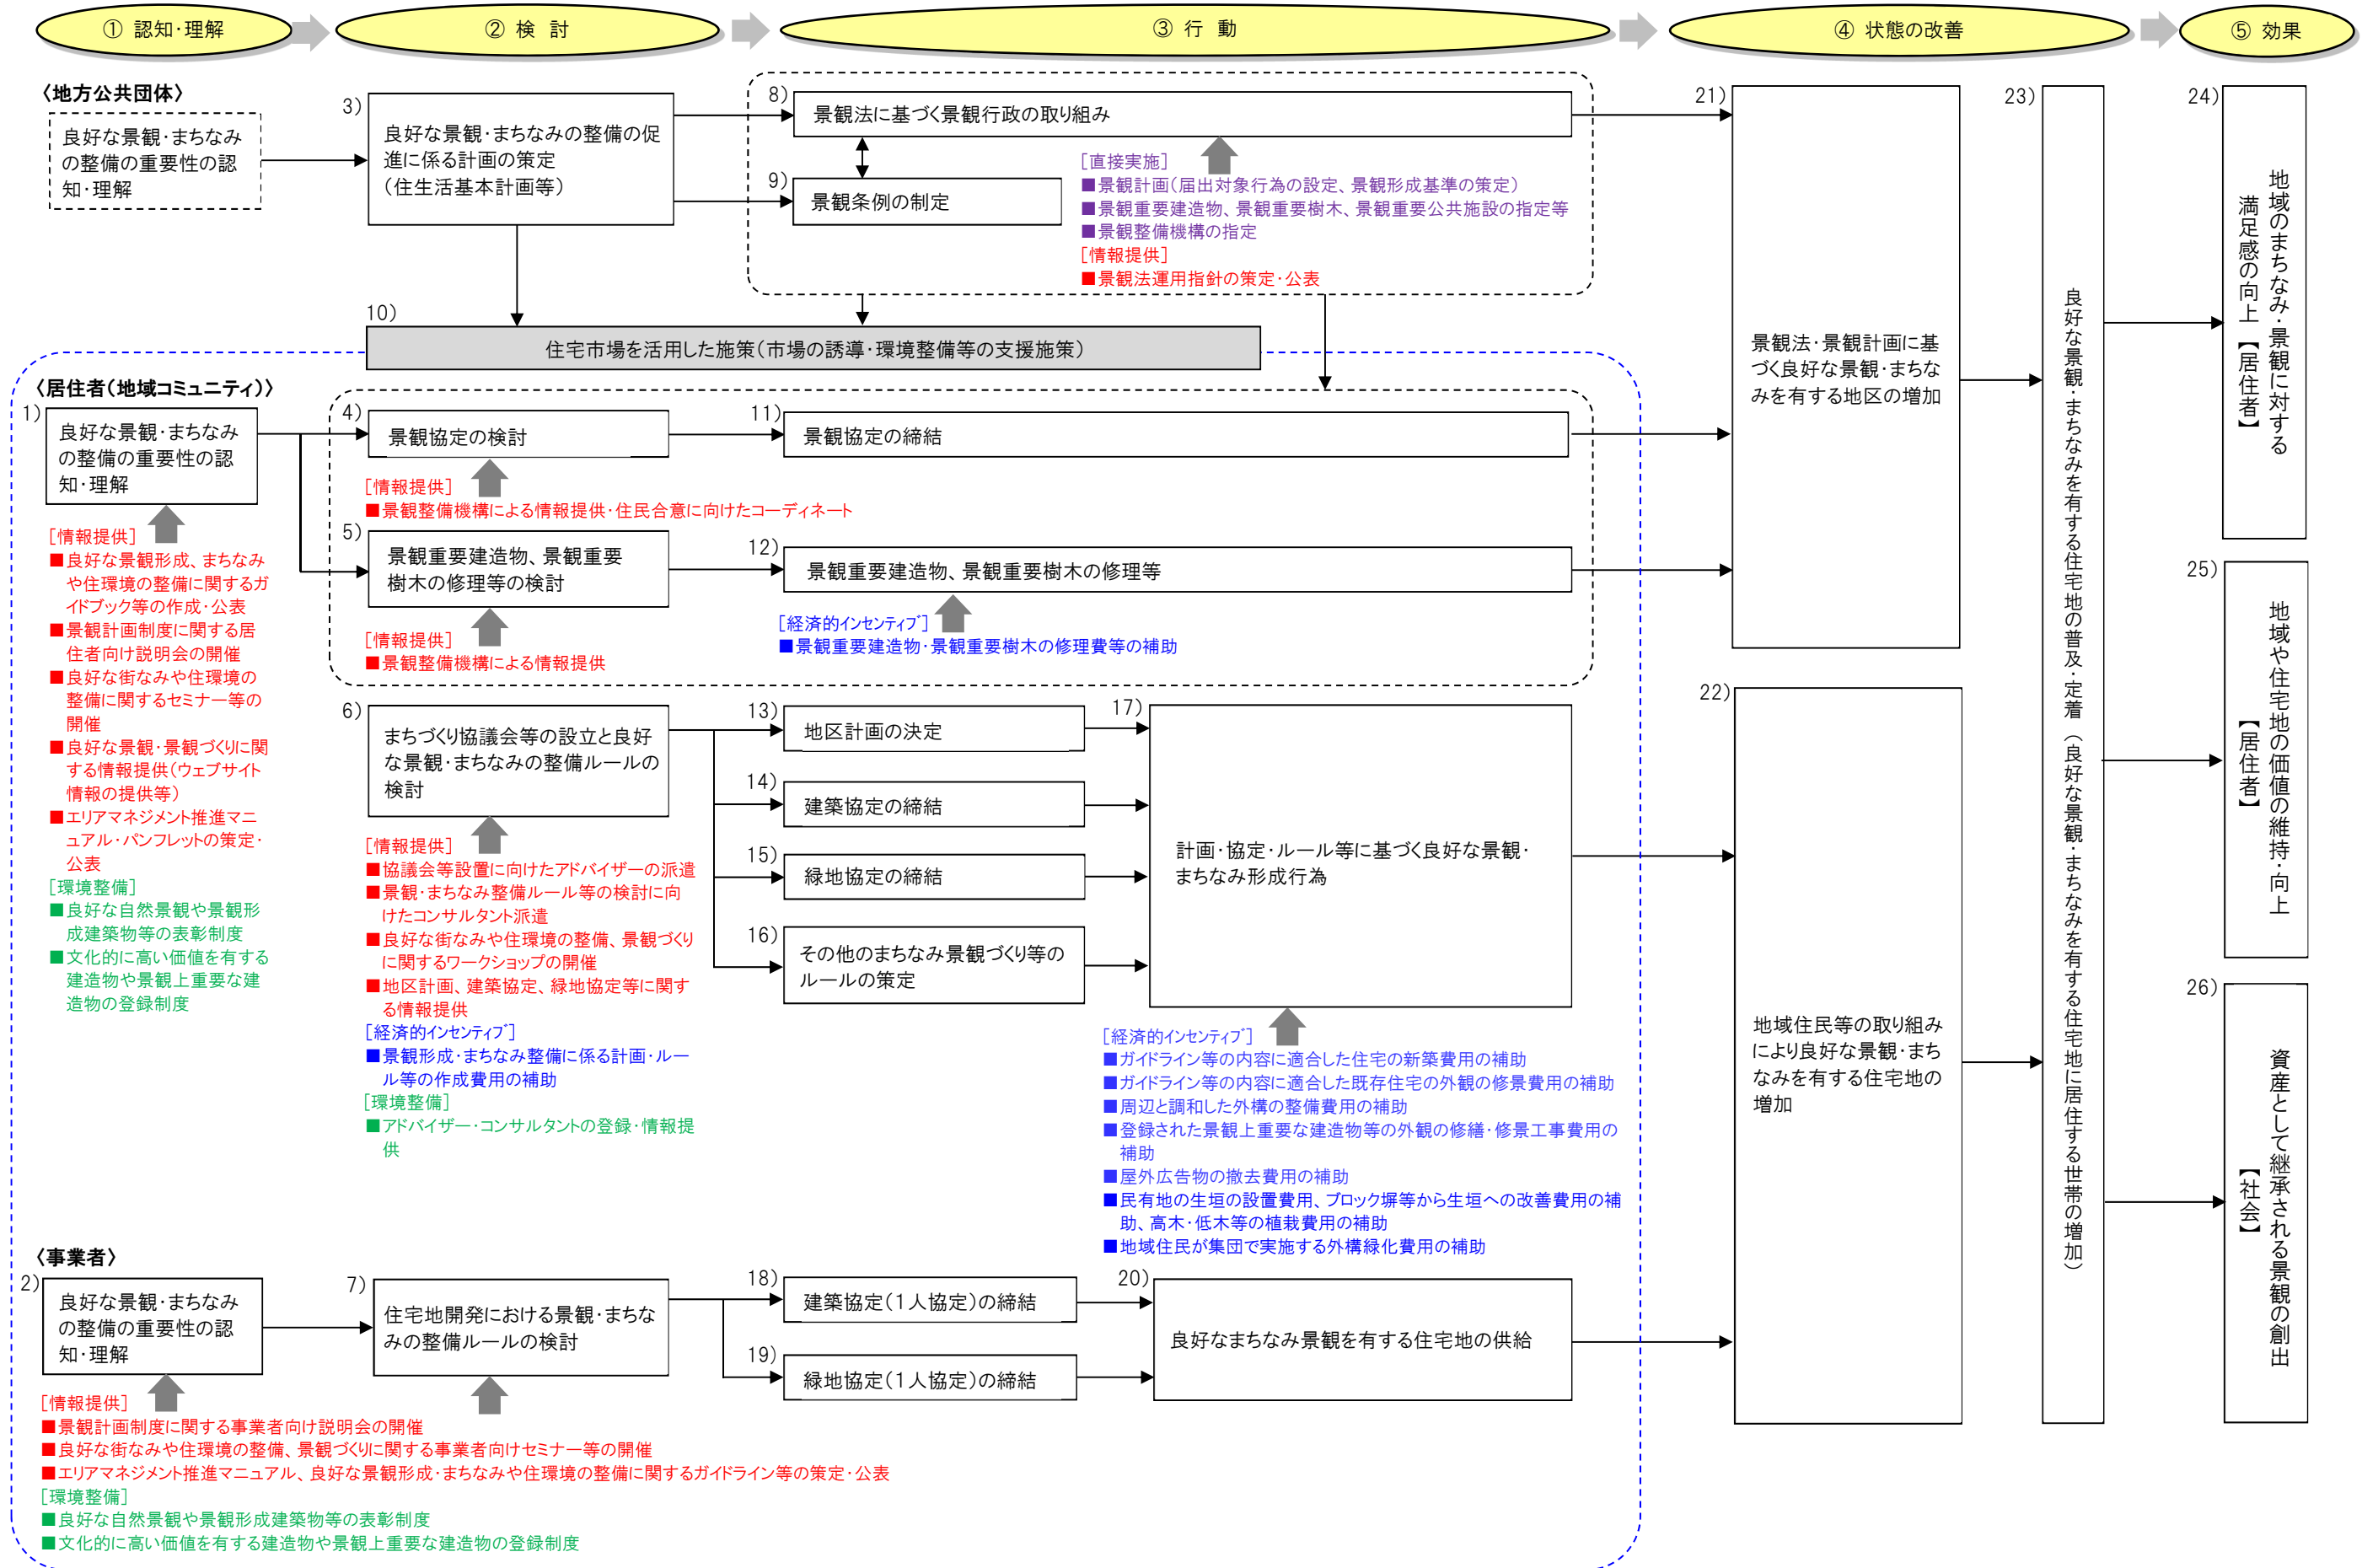 ① 認知・理解
② 検 討
③ 行 動
④ 状態の改善
⑤ 効果
〈地方公共団体〉
良好な景観・まちなみ
の整備の重要性の認
知・理解
3)
良好な景観・まちなみの整備の促
進に係る計画の策定
(住生活基本計画等)
8)
景観法に基づく景観行政の取り組み
9)
景観条例の制定
[直接実施]
■景観計画(届出対象行為の設定、景観形成基準の策定)
■景観重要建造物、景観重要樹木、景観重要公共施設の指定等
■景観整備機構の指定
[情報提供]
■景観法運用指針の策定・公表
10)
住宅市場を活用した施策(市場の誘導・環境整備等の支援施策)
〈居住者(地域コミュニティ)〉
1)
良好な景観・まちなみ
の整備の重要性の認
知・理解
[情報提供]
■良好な景観形成、まちなみ
や住環境の整備に関するガ
イドブック等の作成・公表
■景観計画制度に関する居
住者向け説明会の開催
■良好な街なみや住環境の
整備に関するセミナー等の
開催
■良好な景観・景観づくりに関
する情報提供(ウェブサイト
情報の提供等)
■エリアマネジメント推進マニ
ュアル・パンフレットの策定・
公表
[環境整備]
■良好な自然景観や景観形
成建築物等の表彰制度
■文化的に高い価値を有する
建造物や景観上重要な建
造物の登録制度
4)
景観協定の検討
[情報提供]
■景観整備機構による情報提供・住民合意に向けたコーディネート
11)
景観協定の締結
5)
景観重要建造物、景観重要
樹木の修理等の検討
[情報提供]
■景観整備機構による情報提供
12)
景観重要建造物、景観重要樹木の修理等
[経済的インセンティブ]
■景観重要建造物・景観重要樹木の修理費等の補助
6)
まちづくり協議会等の設立と良好
な景観・まちなみの整備ルールの
検討
[情報提供]
■協議会等設置に向けたアドバイザーの派遣
■景観・まちなみ整備ルール等の検討に向
けたコンサルタント派遣
■良好な街なみや住環境の整備、景観づくり
に関するワークショップの開催
■地区計画、建築協定、緑地協定等に関す
る情報提供
[経済的インセンティブ]
■景観形成・まちなみ整備に係る計画・ルー
ル等の作成費用の補助
[環境整備]
■アドバイザー・コンサルタントの登録・情報提
供
13)
地区計画の決定
14)
建築協定の締結
15)
緑地協定の締結
16)
その他のまちなみ景観づくり等の
ルールの策定
17)
計画・協定・ルール等に基づく良好な景観・
まちなみ形成行為
[経済的インセンティブ]
■ガイドライン等の内容に適合した住宅の新築費用の補助
■ガイドライン等の内容に適合した既存住宅の外観の修景費用の補助
■周辺と調和した外構の整備費用の補助
■登録された景観上重要な建造物等の外観の修繕・修景工事費用の
補助
■屋外広告物の撤去費用の補助
■民有地の生垣の設置費用、ブロック塀等から生垣への改善費用の補
助、高木・低木等の植栽費用の補助
■地域住民が集団で実施する外構緑化費用の補助
〈事業者〉
2)
良好な景観・まちなみ
の整備の重要性の認
知・理解
7)
住宅地開発における景観・まちな
みの整備ルールの検討
18)
建築協定(1人協定)の締結
19)
緑地協定(1人協定)の締結
20)
良好なまちなみ景観を有する住宅地の供給
[情報提供]
■景観計画制度に関する事業者向け説明会の開催
■良好な街なみや住環境の整備、景観づくりに関する事業者向けセミナー等の開催
■エリアマネジメント推進マニュアル、良好な景観形成・まちなみや住環境の整備に関するガイドライン等の策定・公表
[環境整備]
■良好な自然景観や景観形成建築物等の表彰制度
■文化的に高い価値を有する建造物や景観上重要な建造物の登録制度
21)
景観法・景観計画に基
づく良好な景観・まちな
みを有する地区の増加
22)
地域住民等の取り組み
により良好な景観・まち
なみを有する住宅地の
増加
23)
良好な景観・まちなみを有する住宅地の普及・定着(良好な景観・まちなみを有する住宅地に居住する世帯の増加)
24)
地域のまちなみ・景観に対する
満足感の向上【居住者】
25)
地域や住宅地の価値の維持・向上
【居住者】
26)
資産として継承される景観の創出
【社会】